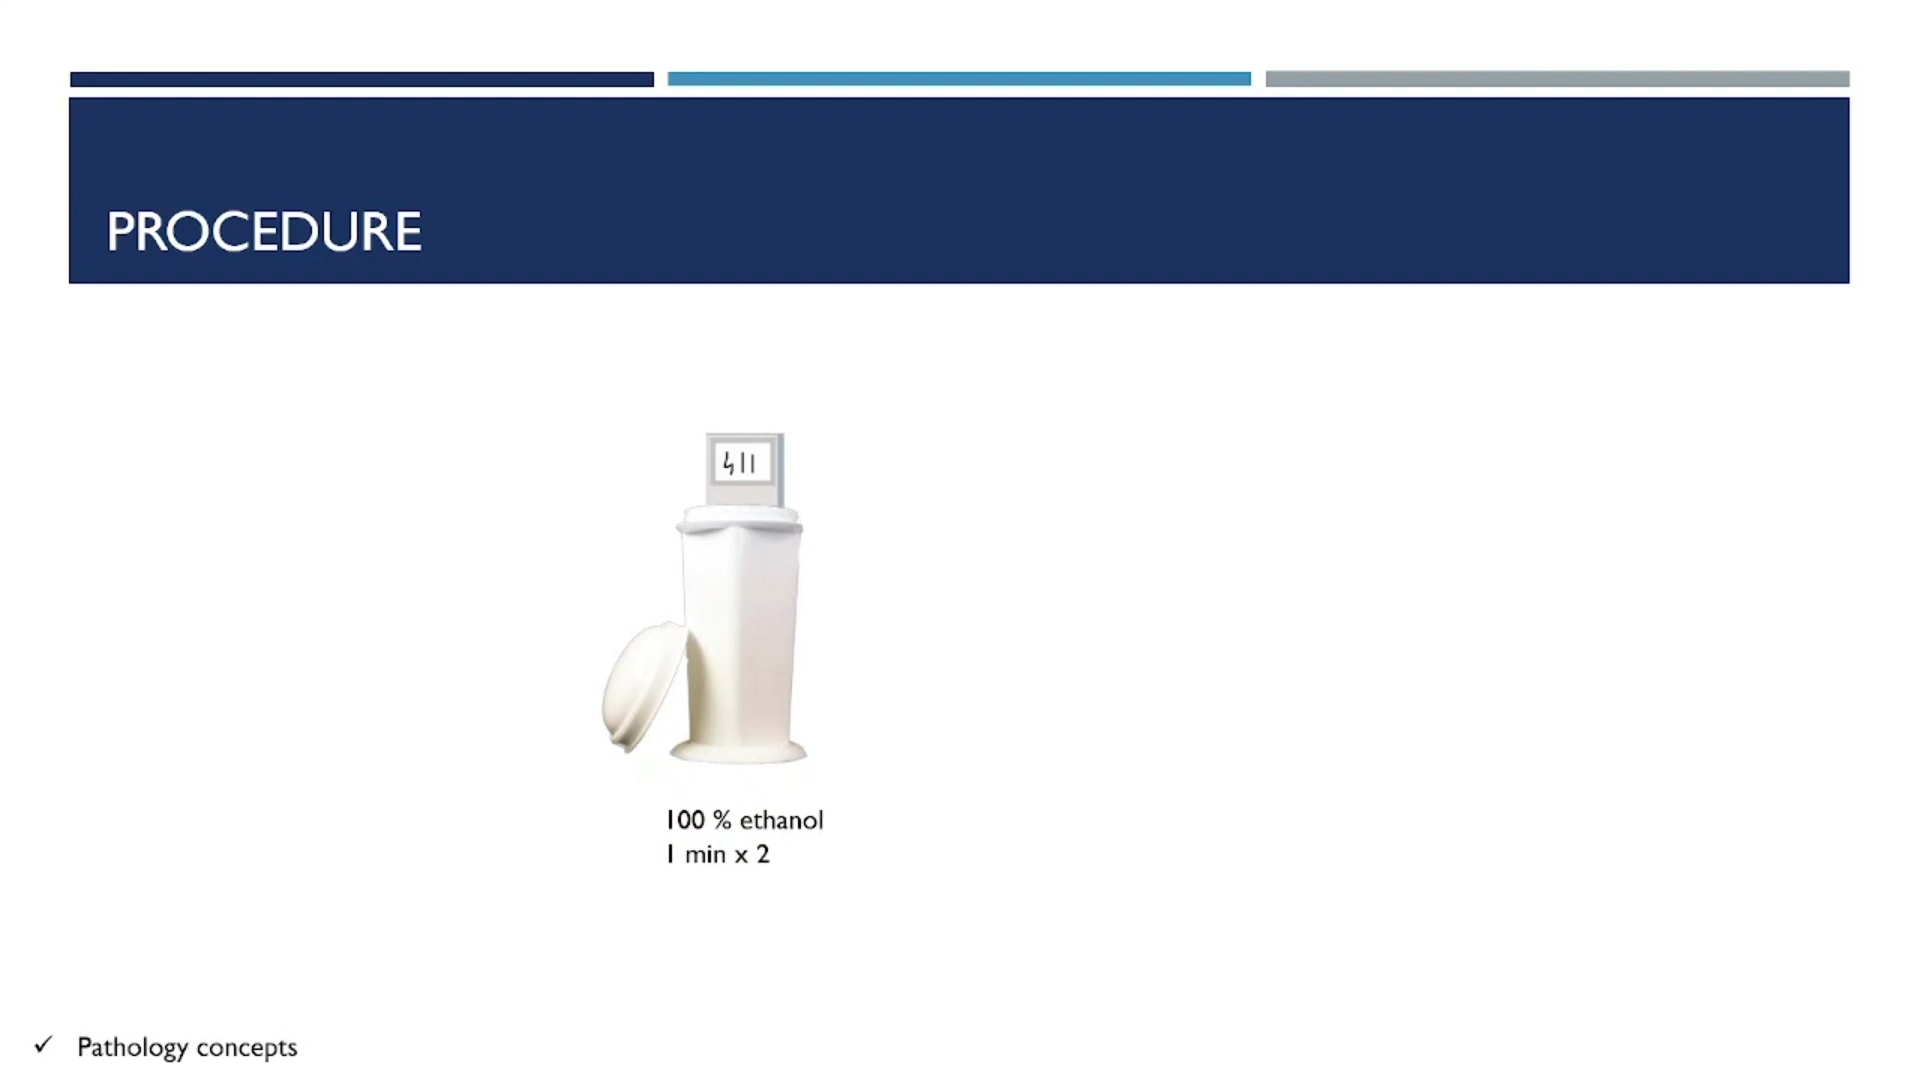 PROCEDURE
100 % ethanol
1 min x 2
✓ Pathology concepts